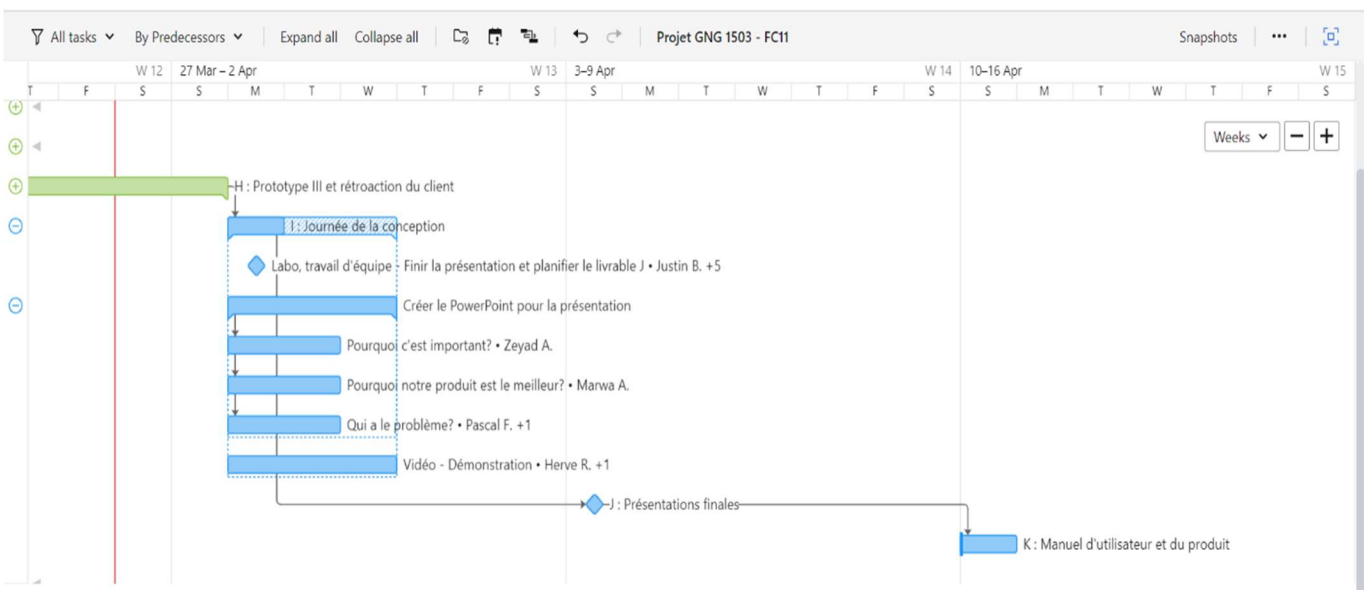 All tasks By Predecessors Expand all Collapse all Projet GNG 1503 - FC11 Snapshots
W 12 27 Mar – 2 Apr W 13 3–9 Apr W 14 10–16 Apr W 15
T F S S M T W T F S S M T W T F S S M T W T F S
Weeks
H : Prototype III et rétroaction du client
I : Journée de la conception
Labo, travail d'équipe - Finir la présentation et planifier le livrable J • Justin B. +5
Créer le PowerPoint pour la présentation
Pourquoi c'est important? • Zeyad A.
Pourquoi notre produit est le meilleur? • Marwa A.
Qui a le problème? • Pascal F. +1
Vidéo - Démonstration • Herve R. +1
J : Présentations finales
K : Manuel d'utilisateur et du produit